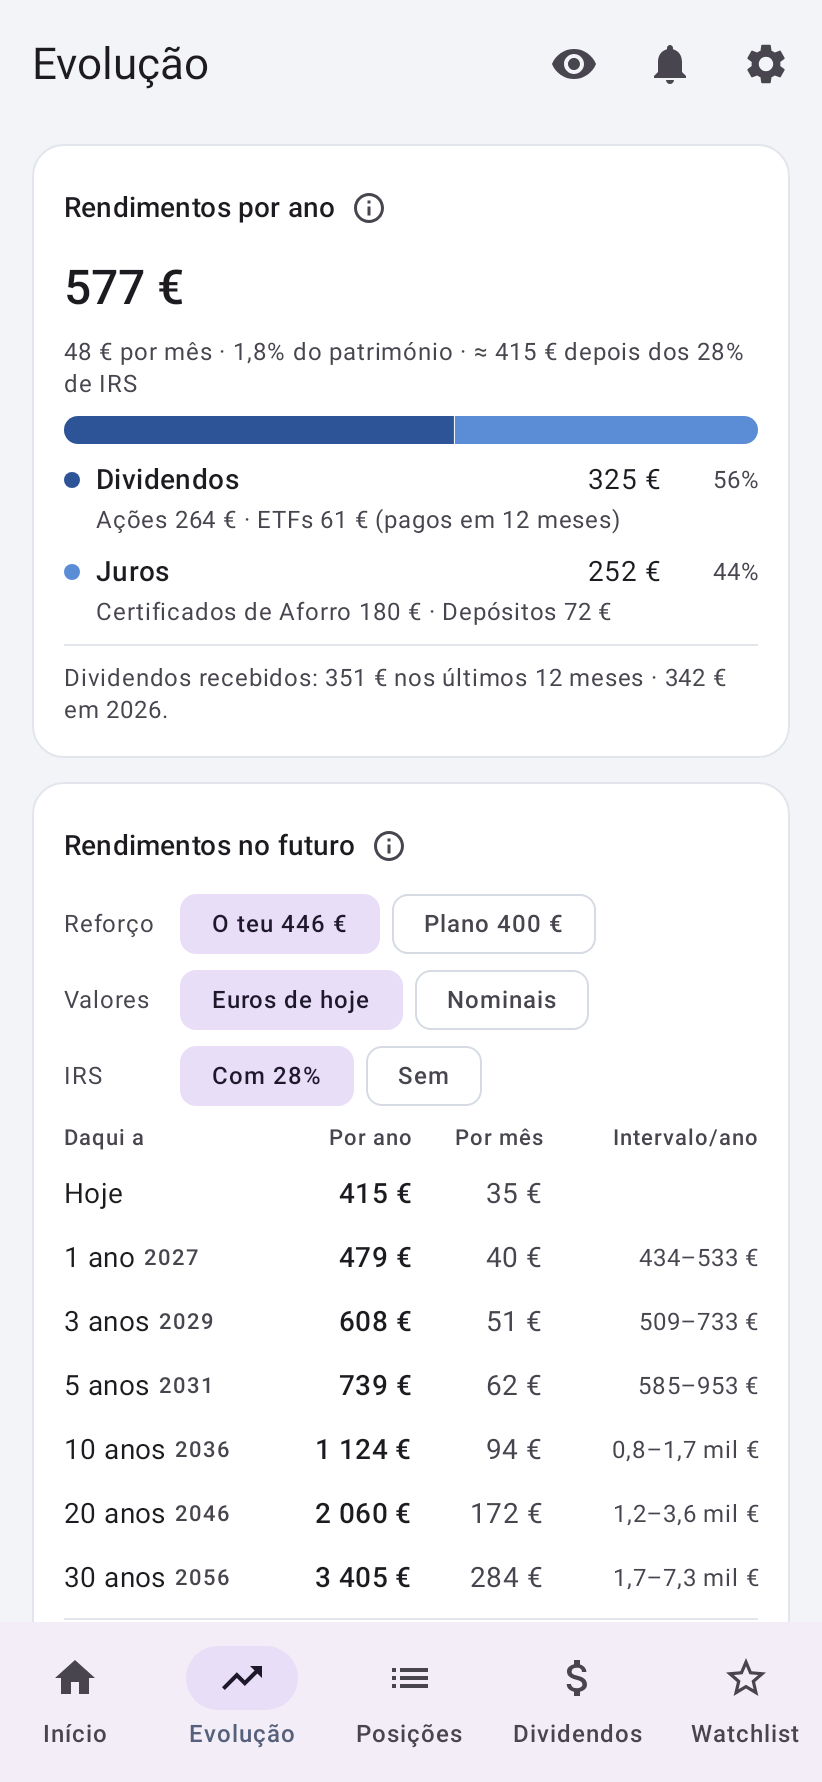 Evolução
Rendimentos por ano
577 €
48 € por mês · 1,8% do património · ≈ 415 € depois dos 28%
de IRS
Dividendos 325 € 56%
Ações 264 € · ETFs 61 € (pagos em 12 meses)
Juros 252 € 44%
Certificados de Aforro 180 € · Depósitos 72 €
Dividendos recebidos: 351 € nos últimos 12 meses · 342 €
em 2026.
Rendimentos no futuro
Reforço O teu 446 € Plano 400 €
Valores Euros de hoje Nominais
IRS Com 28% Sem
Daqui a Por ano Por mês Intervalo/ano
Hoje 415 € 35 €
1 ano 2027 479 € 40 € 434–533 €
3 anos 2029 608 € 51 € 509–733 €
5 anos 2031 739 € 62 € 585–953 €
10 anos 2036 1 124 € 94 € 0,8–1,7 mil €
20 anos 2046 2 060 € 172 € 1,2–3,6 mil €
30 anos 2056 3 405 € 284 € 1,7–7,3 mil €
Início Evolução Posições Dividendos Watchlist